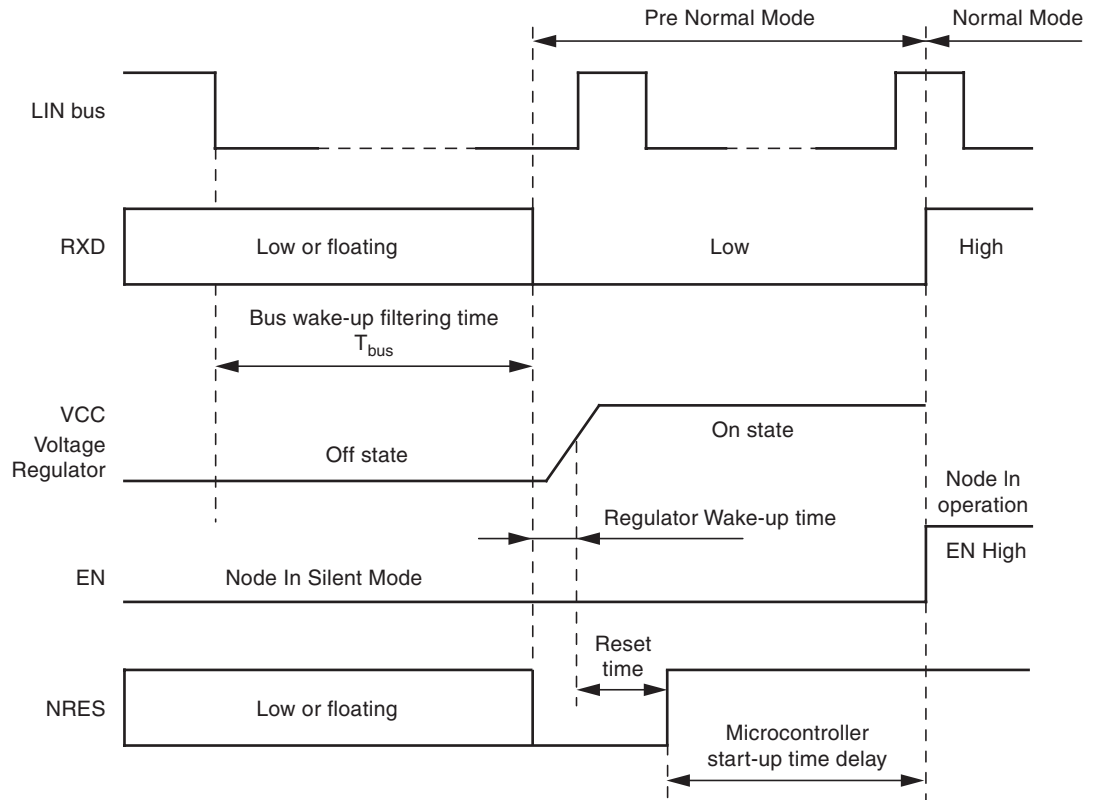 Pre Normal Mode
Normal Mode
LIN bus
RXD
Low or floating
Low
High
Bus wake-up filtering time
Tbus
VCC
Voltage
Regulator
Off state
On state
Node In
operation
Regulator Wake-up time
EN
Node In Silent Mode
EN High
Reset
time
NRES
Low or floating
Microcontroller
start-up time delay